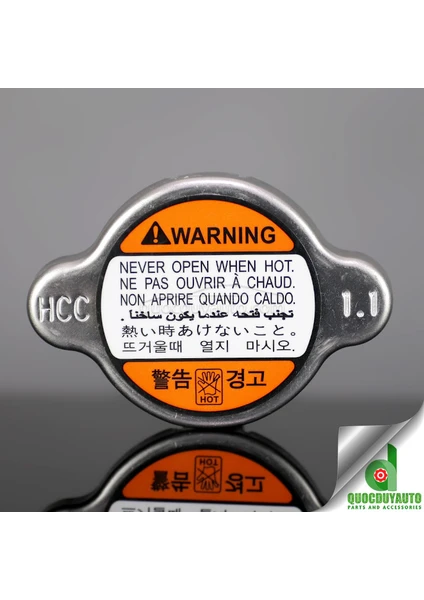 WARNING
NEVER OPEN WHEN HOT.
NE PAS OUVRIR À CHAUD.
NON APRIRE QUANDO CALDO.
تجنب فتحه عندما يكون ساخنا.
熱い時あけないこと。
뜨거울때 열지 마시오.
HCC
1.1
警告 HOT 경고
QUOCDUYAUTO
PARTS AND ACCESSORIES